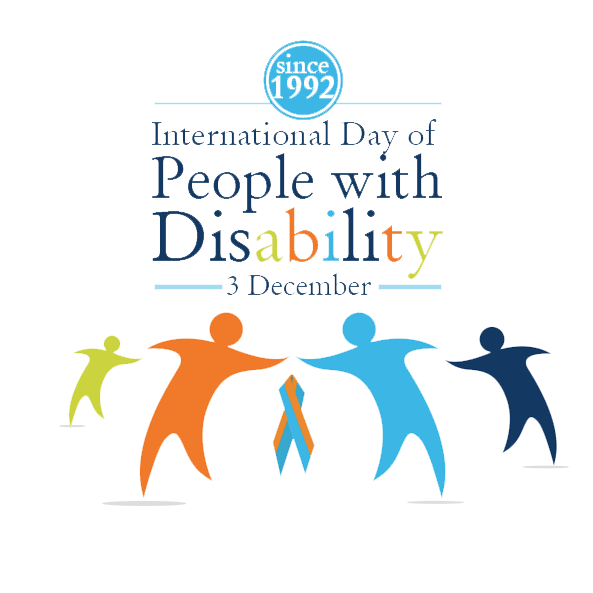 since
1992
International Day of
People with
Disability
3 December